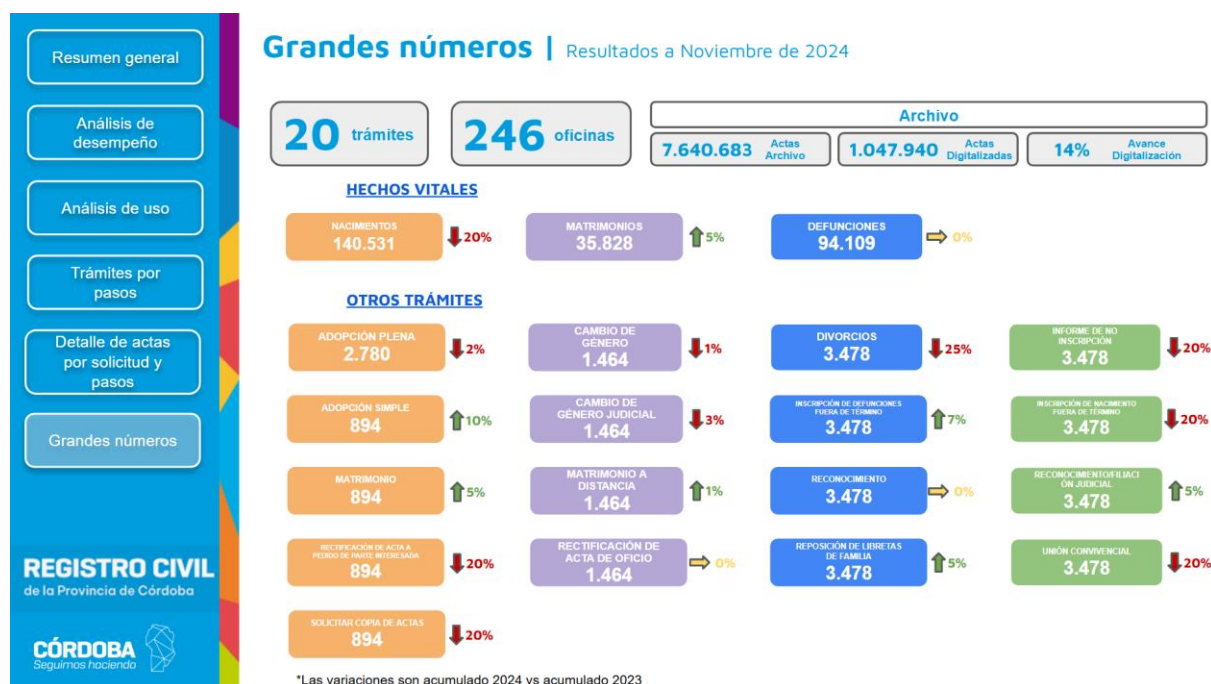 Resumen general
Análisis de
desempeño
Análisis de uso
Trámites por
pasos
Detalle de actas
por solicitud y
pasos
Grandes números
REGISTRO CIVIL
de la Provincia de Córdoba
CÓRDOBA
Seguimos haciendo
Grandes números | Resultados a Noviembre de 2024
20 trámites
246 oficinas
Archivo
7.640.683 Actas Archivo
1.047.940 Actas Digitalizadas
14% Avance Digitalización
HECHOS VITALES
NACIMIENTOS
140.531
20%
MATRIMONIOS
35.828
5%
DEFUNCIONES
94.109
0%
OTROS TRÁMITES
ADOPCIÓN PLENA
2.780
2%
CAMBIO DE
GÉNERO
1.464
1%
DIVORCIOS
3.478
25%
INFORME DE NO
INSCRIPCIÓN
3.478
20%
ADOPCIÓN SIMPLE
894
10%
CAMBIO DE
GÉNERO JUDICIAL
1.464
3%
INSCRIPCIÓN DE DEFUNCIONES
FUERA DE TÉRMINO
3.478
7%
INSCRIPCIÓN DE NACIMIENTO
FUERA DE TÉRMINO
3.478
20%
MATRIMONIO
894
5%
MATRIMONIO A
DISTANCIA
1.464
1%
RECONOCIMIENTO
3.478
0%
RECONOCIMIENTO/FILIACI
ÓN JUDICIAL
3.478
5%
RECTIFICACIÓN DE ACTA A
PEDIDO DE PARTE INTERESADA
894
20%
RECTIFICACIÓN DE
ACTA DE OFICIO
1.464
0%
REPOSICIÓN DE LIBRETAS
DE FAMILIA
3.478
5%
UNIÓN CONVIVENCIAL
3.478
20%
SOLICITAR COPIA DE ACTAS
894
20%
*Las variaciones son acumulado 2024 vs acumulado 2023